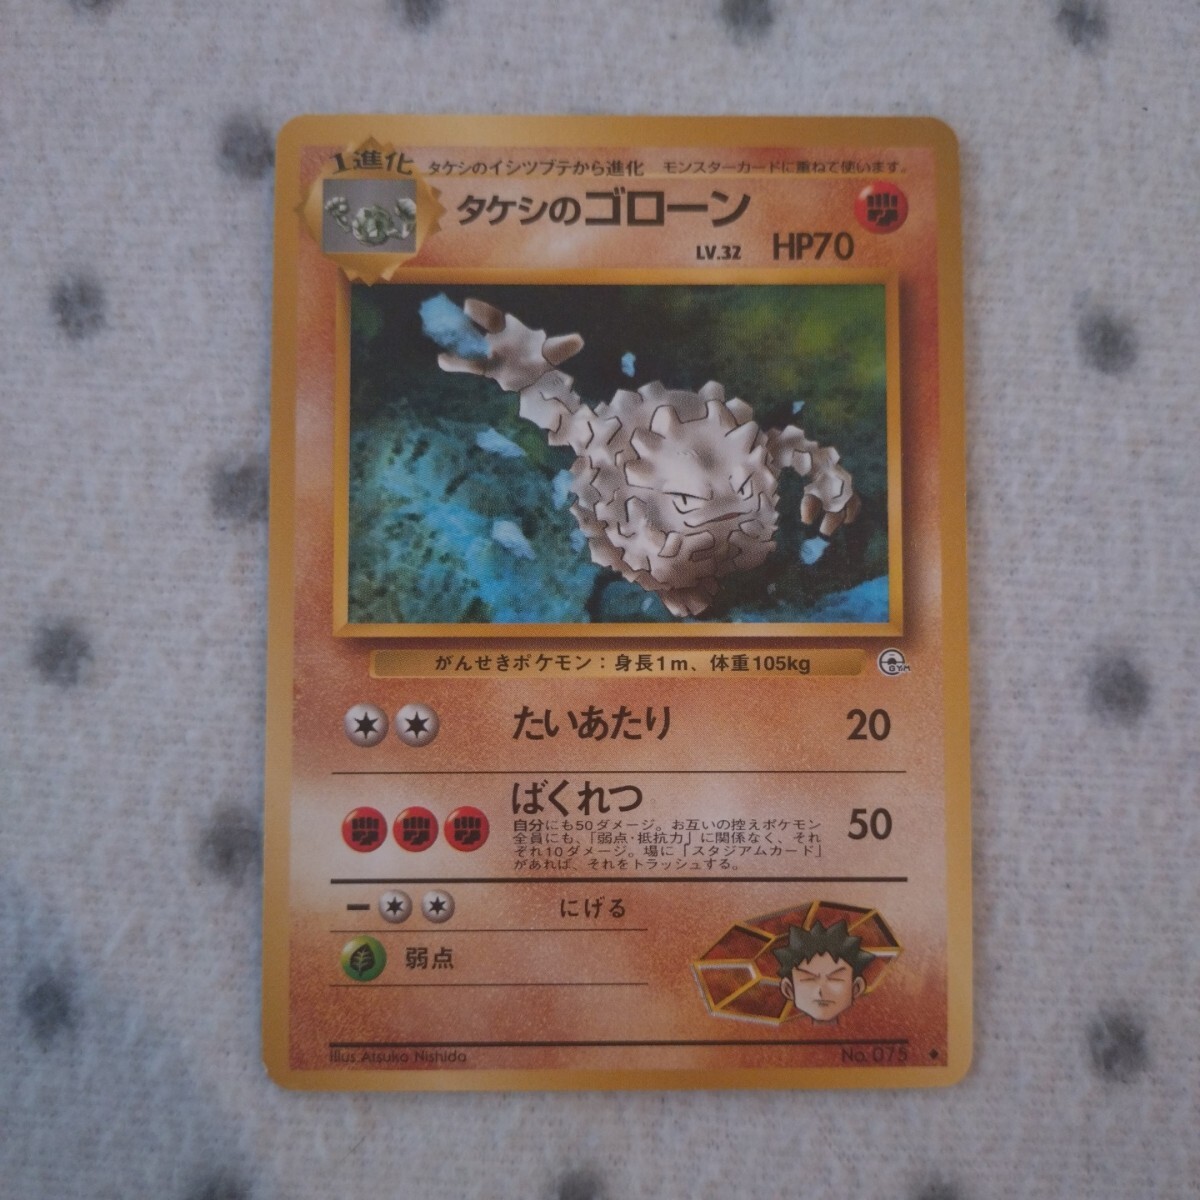 1進化
タケシのイシツブテから進化 モンスターカードに重ねて使います。
タケシのゴローン
LV.32 HP70
がんせきポケモン：身長1m、体重105kg
GYM
たいあたり 20
ばくれつ 50
自分にも50ダメージ。お互いの控えポケモン
全員にも、「弱点・抵抗力」に関係なく、それ
ぞれ10ダメージ。場に「スタジアムカード」
があれば、それをトラッシュする。
にげる
弱点
Illus.Atsuko Nishida
No.075